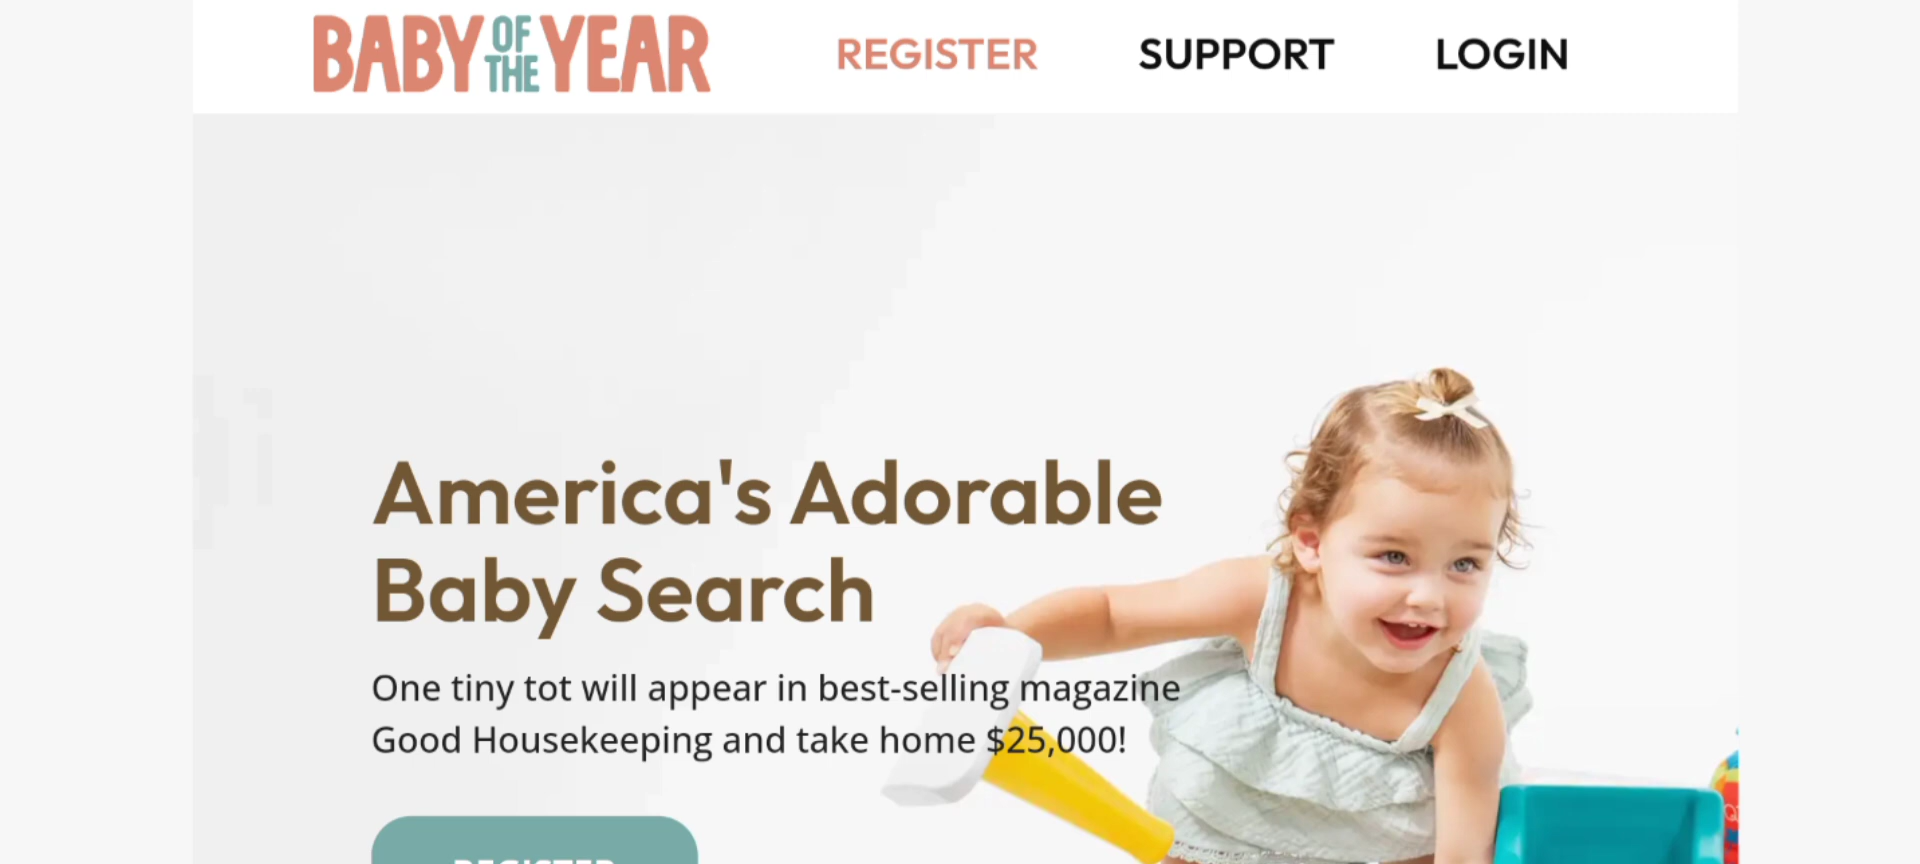 BABY OF THE YEAR
REGISTER
SUPPORT
LOGIN
America's Adorable
Baby Search
One tiny tot will appear in best-selling magazine
Good Housekeeping and take home $25,000!
REGISTER